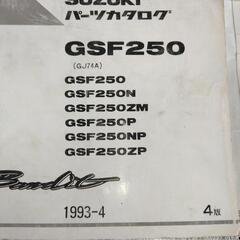 SUZUKI
パーツカタログ
GSF250
(GJ74A)
GSF250
GSF250N
GSF250ZM
GSF250P
GSF250NP
GSF250ZP
Bandit
1993-4
4版